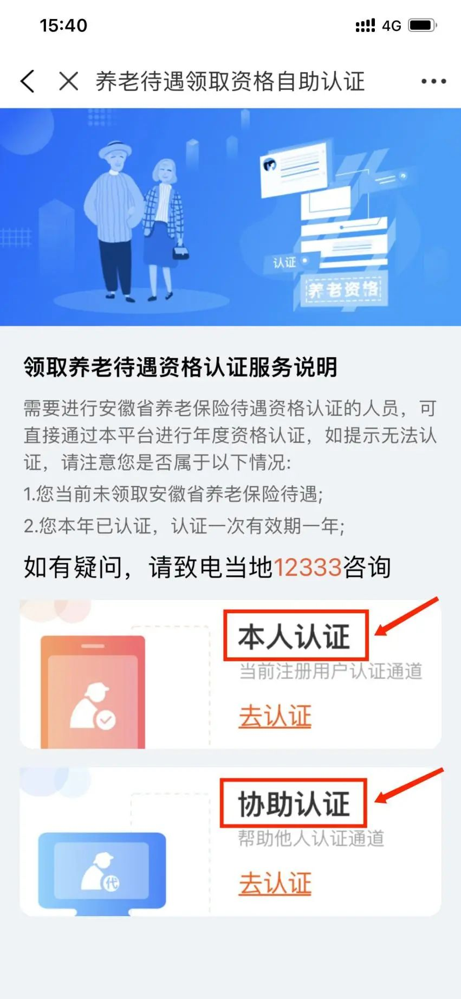 15:40
4G
养老待遇领取资格自助认证
认证
养老资格
领取养老待遇资格认证服务说明
需要进行安徽省养老保险待遇资格认证的人员，可
直接通过本平台进行年度资格认证，如提示无法认
证，请注意您是否属于以下情况:
1.您当前未领取安徽省养老保险待遇;
2.您本年已认证，认证一次有效期一年;
如有疑问，请致电当地12333咨询
本人认证
当前注册用户认证通道
去认证
协助认证
帮助他人认证通道
去认证
代